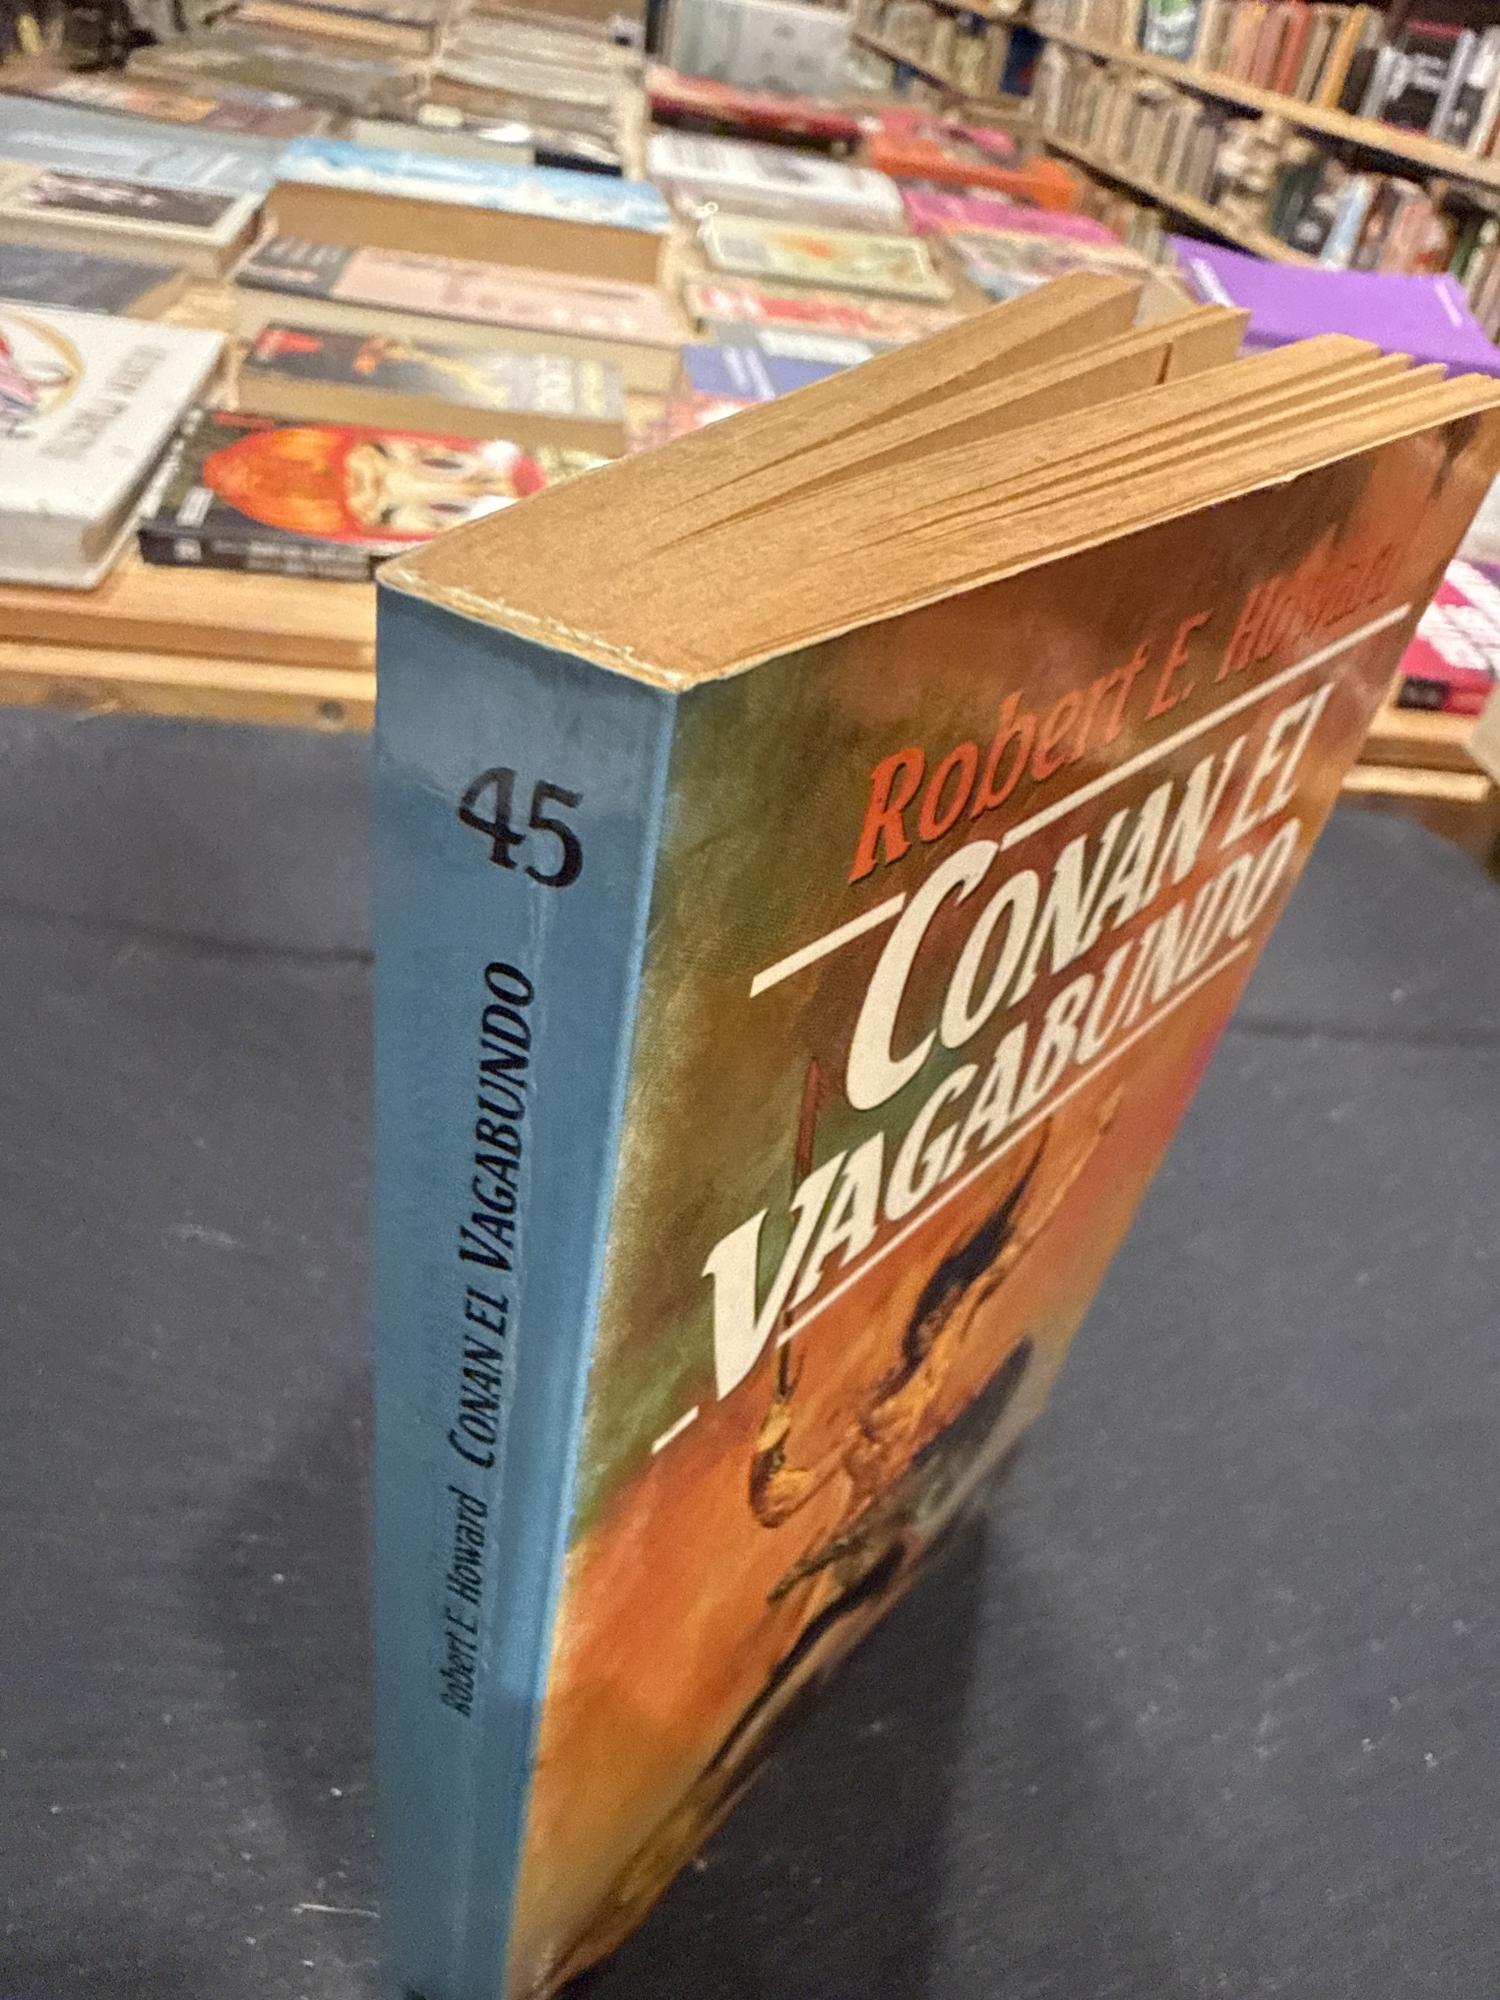 45
Robert E. Howard CONAN EL VAGABUNDO
Robert E. Howard
CONAN EL
VAGABUNDO